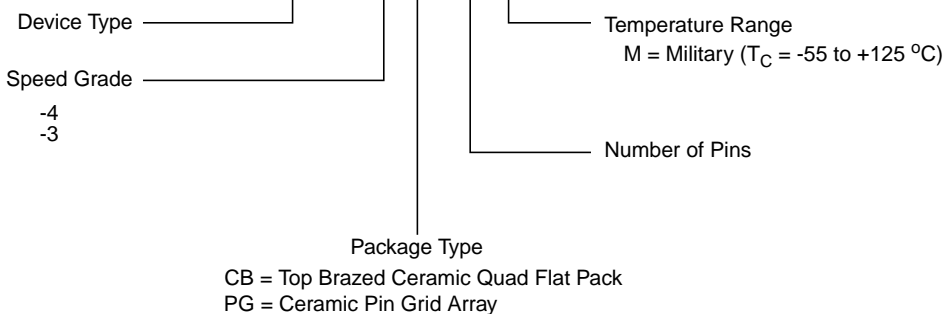 Device Type
Temperature Range
M = Military (TC = -55 to +125 oC)
Speed Grade
-4
-3
Number of Pins
Package Type
CB = Top Brazed Ceramic Quad Flat Pack
PG = Ceramic Pin Grid Array